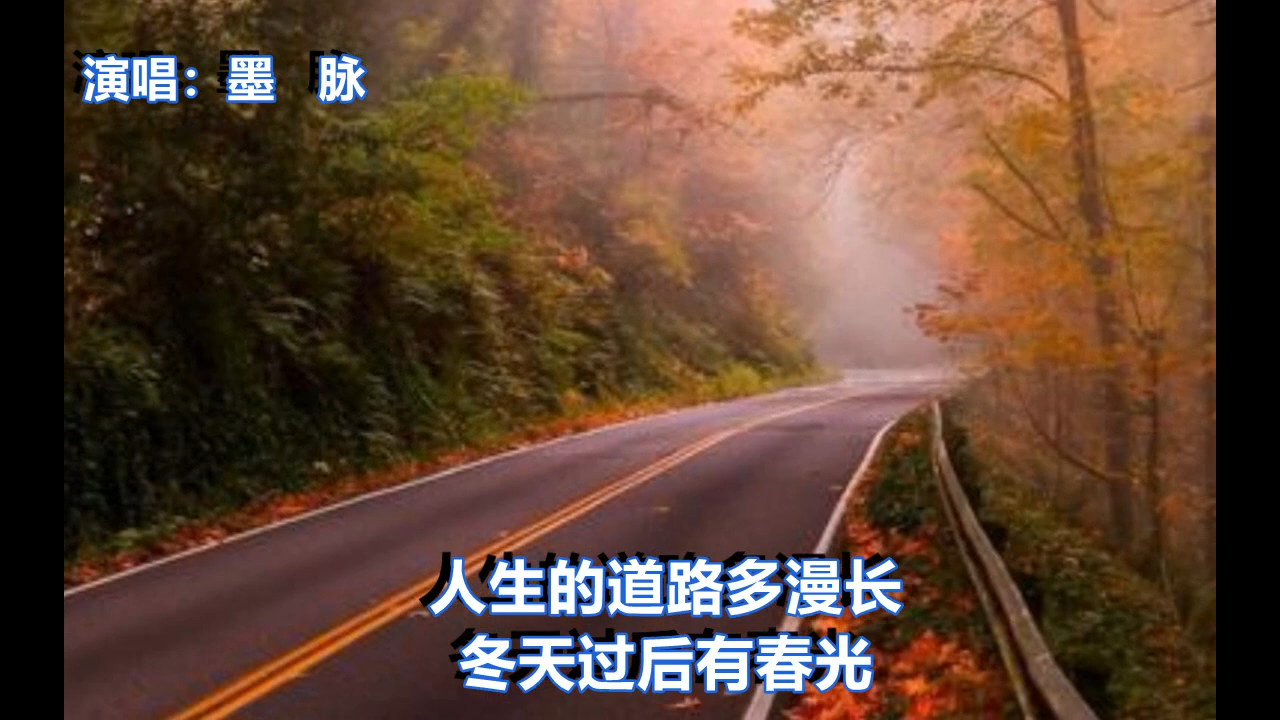 演唱：墨　脉
人生的道路多漫长
冬天过后有春光